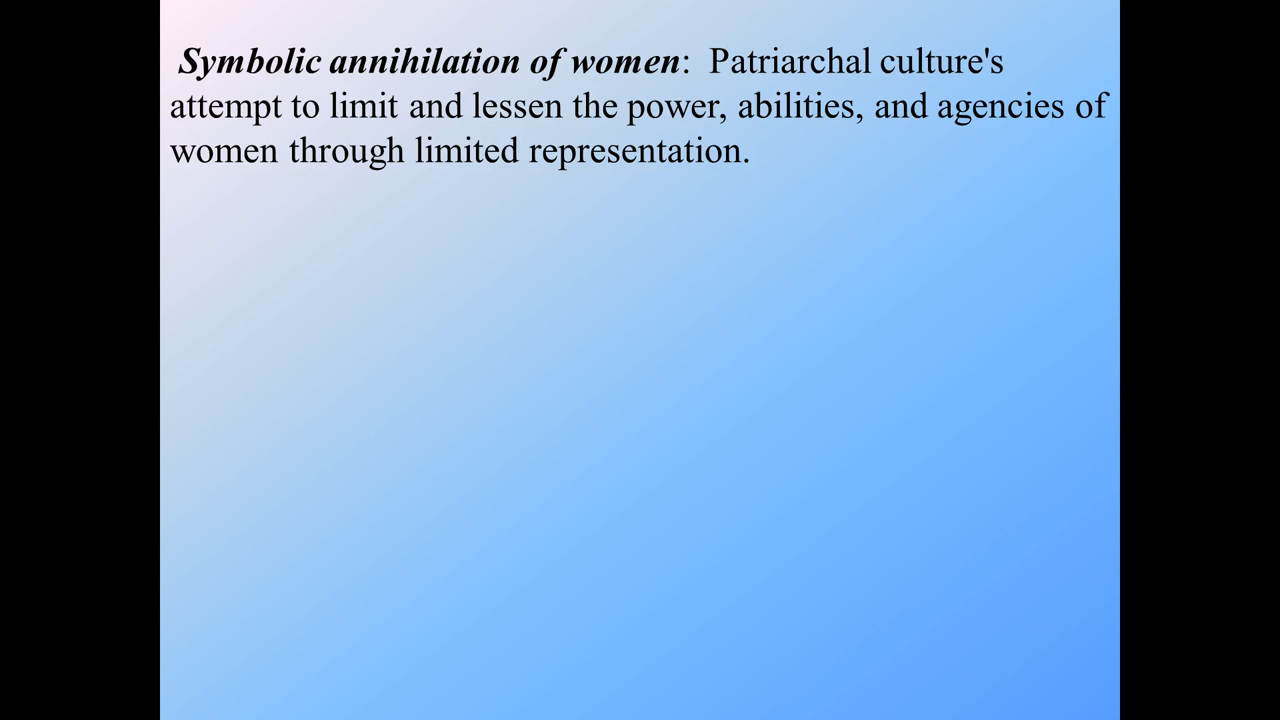 Symbolic annihilation of women:  Patriarchal culture's
attempt to limit and lessen the power, abilities, and agencies of
women through limited representation.